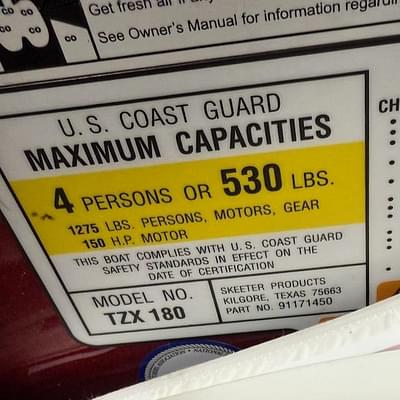 Get fresh air if
See Owner's Manual for information regarding
U.S. COAST GUARD
MAXIMUM CAPACITIES
4 PERSONS OR 530 LBS.
1275 LBS. PERSONS, MOTORS, GEAR
150 H.P. MOTOR
THIS BOAT COMPLIES WITH U.S. COAST GUARD
SAFETY STANDARDS IN EFFECT ON THE
DATE OF CERTIFICATION
MODEL NO.
TZX 180
SKEETER PRODUCTS
KILGORE, TEXAS 75663
PART NO. 91171450
CH